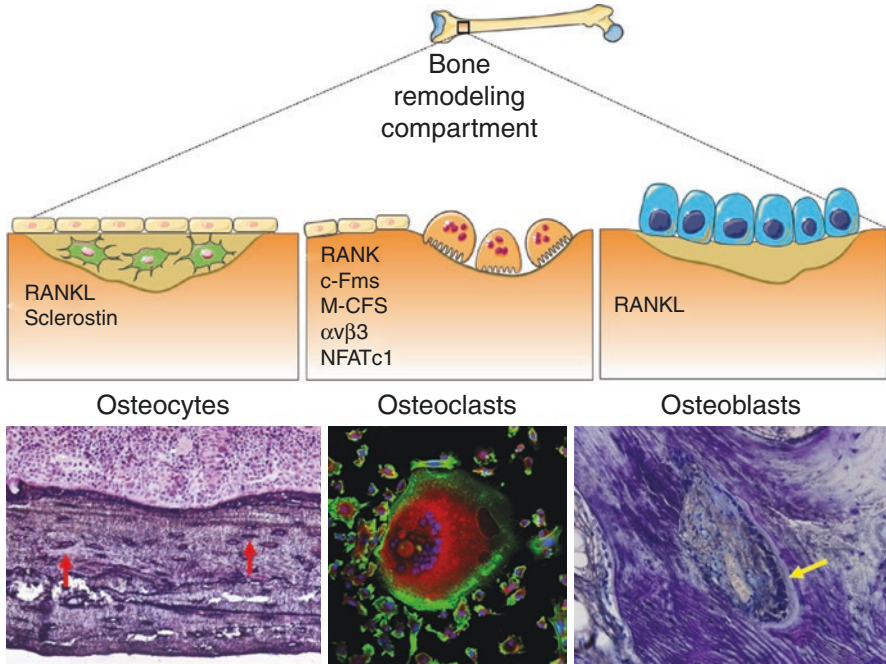 Bone
remodeling
compartment
RANKL
Sclerostin
RANK
c-Fms
M-CFS
αvβ3
NFATc1
RANKL
Osteocytes
Osteoclasts
Osteoblasts